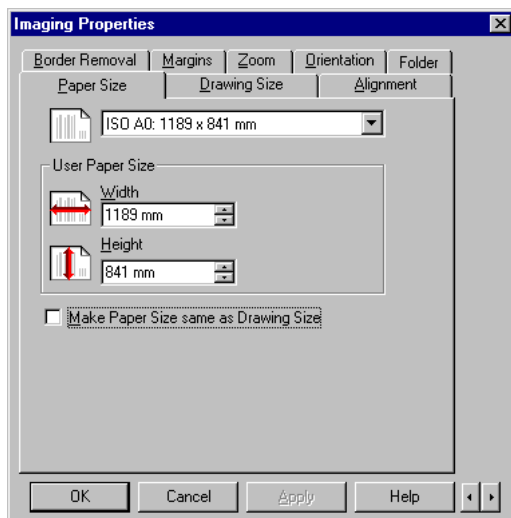 Imaging Properties
Border Removal Margins Zoom Orientation Folder
Paper Size Drawing Size Alignment
ISO A0: 1189 x 841 mm
User Paper Size
Width
1189 mm
Height
841 mm
Make Paper Size same as Drawing Size
OK Cancel Apply Help